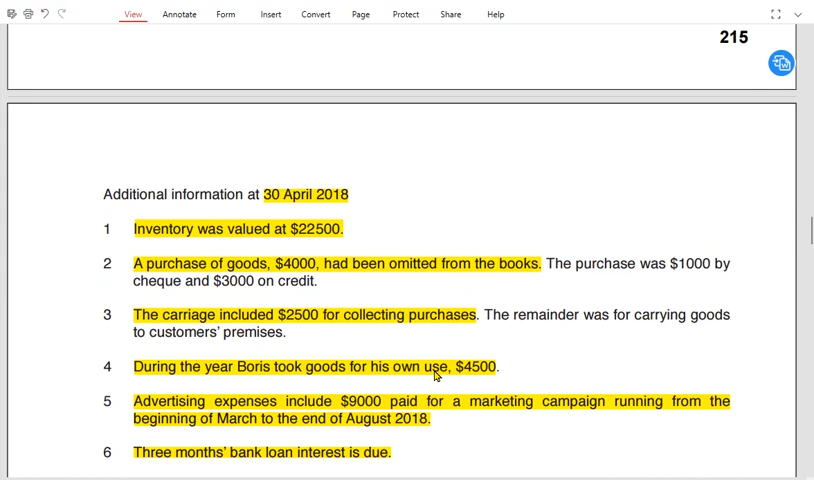 View Annotate Form Insert Convert Page Protect Share Help
215
W
Additional information at 30 April 2018
1 Inventory was valued at $22500.
2 A purchase of goods, $4000, had been omitted from the books. The purchase was $1000 by
cheque and $3000 on credit.
3 The carriage included $2500 for collecting purchases. The remainder was for carrying goods
to customers’ premises.
4 During the year Boris took goods for his own use, $4500.
5 Advertising expenses include $9000 paid for a marketing campaign running from the
beginning of March to the end of August 2018.
6 Three months’ bank loan interest is due.